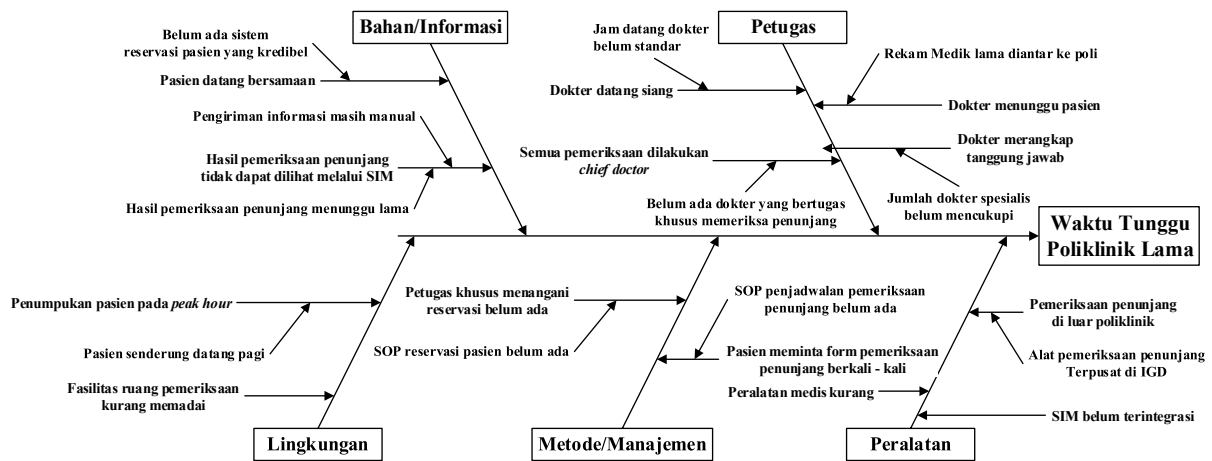 Bahan/Informasi
Belum ada sistem
reservasi pasien yang kredibel
Pasien datang bersamaan
Pengiriman informasi masih manual
Hasil pemeriksaan penunjang
tidak dapat dilihat melalui SIM
Hasil pemeriksaan penunjang menunggu lama
Petugas
Jam datang dokter
belum standar
Dokter datang siang
Rekam Medik lama diantar ke poli
Dokter menunggu pasien
Semua pemeriksaan dilakukan
chief doctor
Dokter merangkap
tanggung jawab
Belum ada dokter yang bertugas
khusus memeriksa penunjang
Jumlah dokter spesialis
belum mencukupi
Waktu Tunggu
Poliklinik Lama
Penumpukan pasien pada peak hour
Pasien senderung datang pagi
Fasilitas ruang pemeriksaan
kurang memadai
Lingkungan
Petugas khusus menangani
reservasi belum ada
SOP reservasi pasien belum ada
SOP penjadwalan pemeriksaan
penunjang belum ada
Pasien meminta form pemeriksaan
penunjang berkali - kali
Metode/Manajemen
Pemeriksaan penunjang
di luar poliklinik
Alat pemeriksaan penunjang
Terpusat di IGD
Peralatan medis kurang
SIM belum terintegrasi
Peralatan